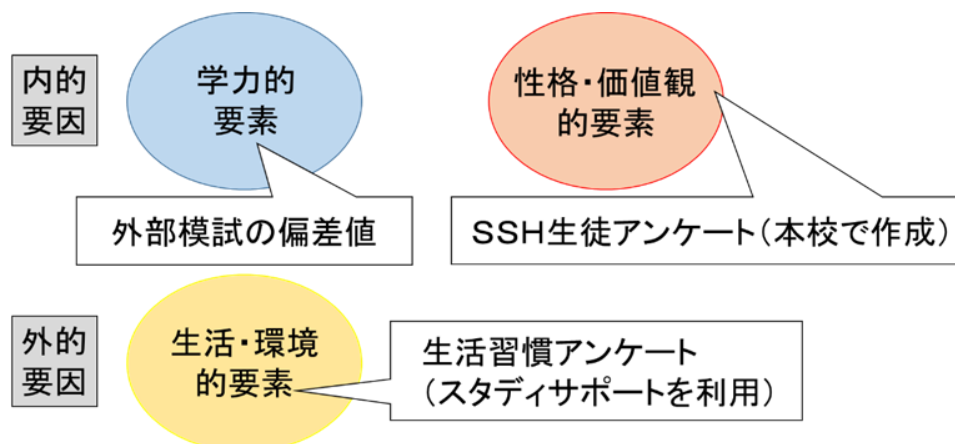 内的
要因
学力的
要素
性格・価値観
的要素
外部模試の偏差値
SSH生徒アンケート（本校で作成）
外的
要因
生活・環境
的要素
生活習慣アンケート
（スタディサポートを利用）